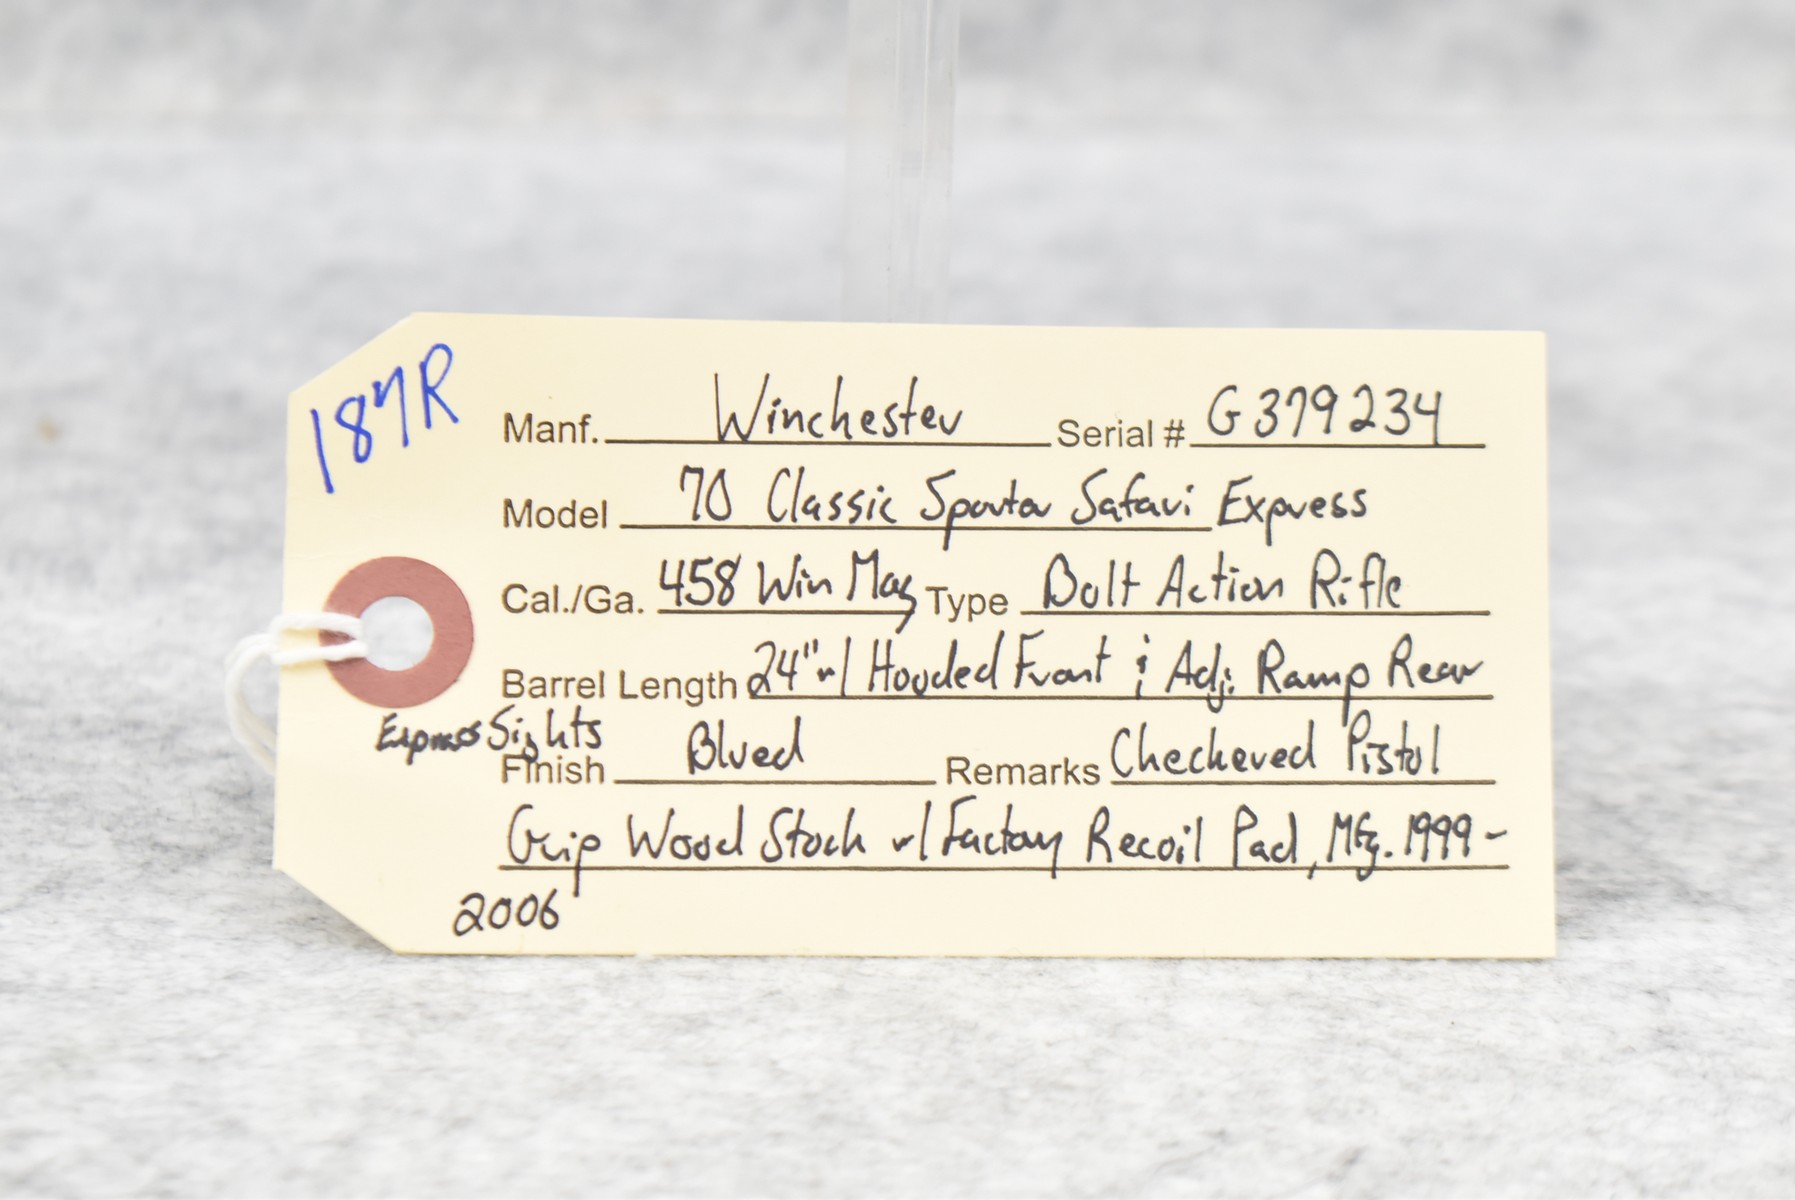 187R
Manf. Winchester Serial # G379234
Model 70 Classic Sporter Safari Express
Cal./Ga. 458 Win Mag Type Bolt Action Rifle
Barrel Length 24" w/ Hooded Front & Adj. Ramp Rear
Express Sights
Finish Blued Remarks Checkered Pistol
Grip Wood Stock w/ Factory Recoil Pad, Mfg. 1999-
2006